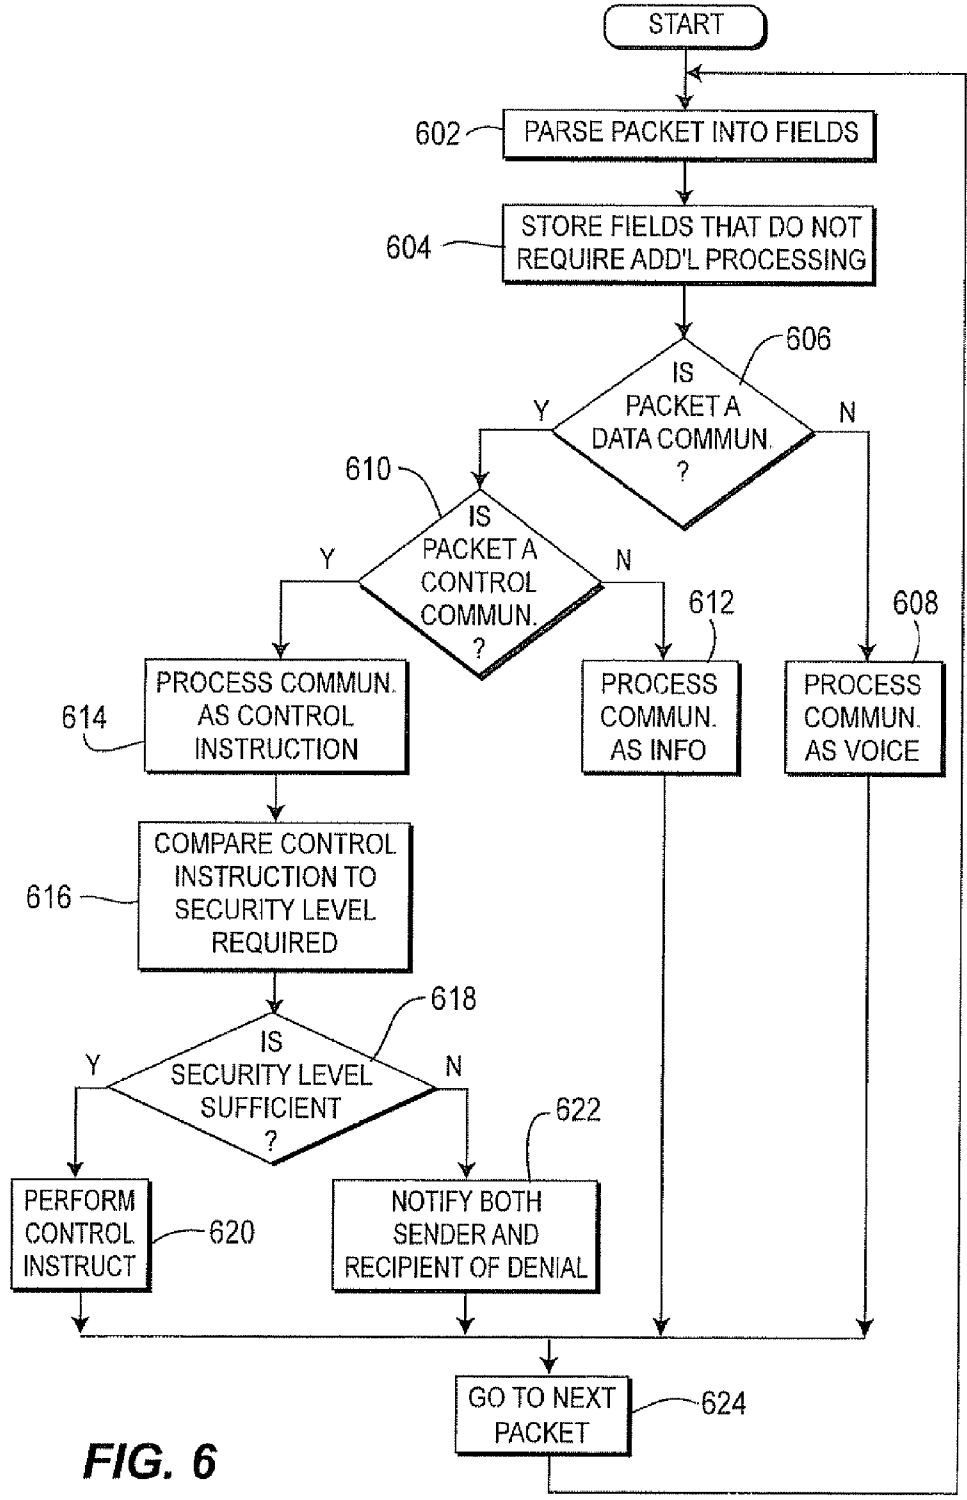 START
602
PARSE PACKET INTO FIELDS
604
STORE FIELDS THAT DO NOT
REQUIRE ADD'L PROCESSING
606
IS
PACKET A
DATA COMMUN.
?
Y
N
610
IS
PACKET A
CONTROL
COMMUN.
?
Y
N
612
608
614
PROCESS COMMUN.
AS CONTROL
INSTRUCTION
PROCESS
COMMUN.
AS INFO
PROCESS
COMMUN.
AS VOICE
616
COMPARE CONTROL
INSTRUCTION TO
SECURITY LEVEL
REQUIRED
618
IS
SECURITY LEVEL
SUFFICIENT
?
Y
N
622
PERFORM
CONTROL
INSTRUCT
620
NOTIFY BOTH
SENDER AND
RECIPIENT OF DENIAL
GO TO NEXT
PACKET
624
FIG. 6